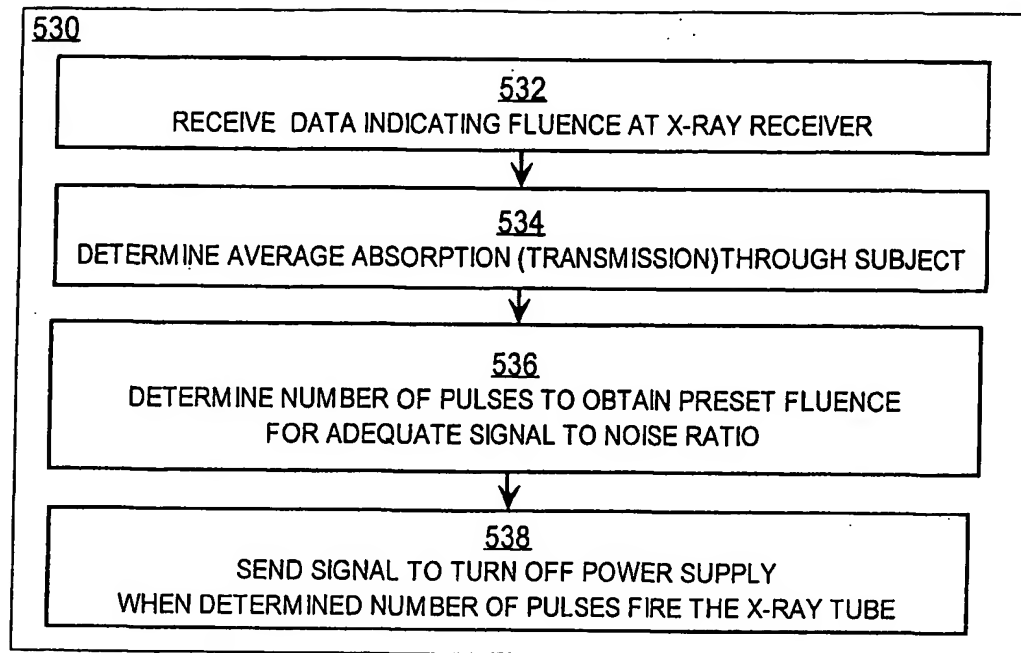 530
532
RECEIVE DATA INDICATING FLUENCE AT X-RAY RECEIVER
534
DETERMINE AVERAGE ABSORPTION (TRANSMISSION)THROUGH SUBJECT
536
DETERMINE NUMBER OF PULSES TO OBTAIN PRESET FLUENCE
FOR ADEQUATE SIGNAL TO NOISE RATIO
538
SEND SIGNAL TO TURN OFF POWER SUPPLY
WHEN DETERMINED NUMBER OF PULSES FIRE THE X-RAY TUBE